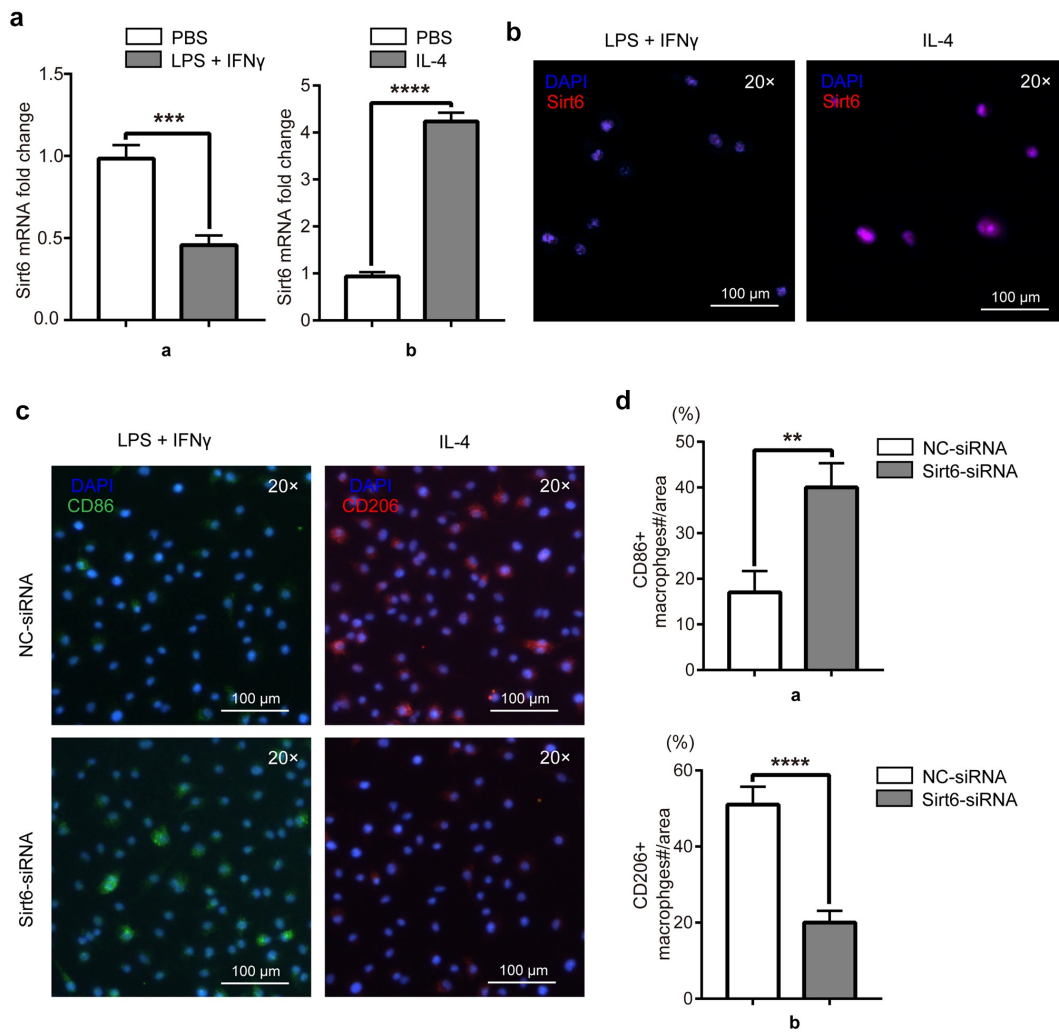 a
PBS
LPS + IFNγ
1.5
1.0
0.5
0.0
Sirt6 mRNA fold change
***
a
PBS
IL-4
5
4
3
2
1
0
Sirt6 mRNA fold change
****
b
b
LPS + IFNγ
IL-4
DAPI
Sirt6
20×
100 μm
DAPI
Sirt6
20×
100 μm
c
LPS + IFNγ
IL-4
NC-siRNA
DAPI
CD86
20×
100 μm
DAPI
CD206
20×
100 μm
Sirt6-siRNA
20×
100 μm
20×
100 μm
d
(%)
50
40
30
20
10
0
CD86+
macrophges#/area
**
NC-siRNA
Sirt6-siRNA
a
(%)
60
40
20
0
CD206+
macrophges#/area
****
NC-siRNA
Sirt6-siRNA
b